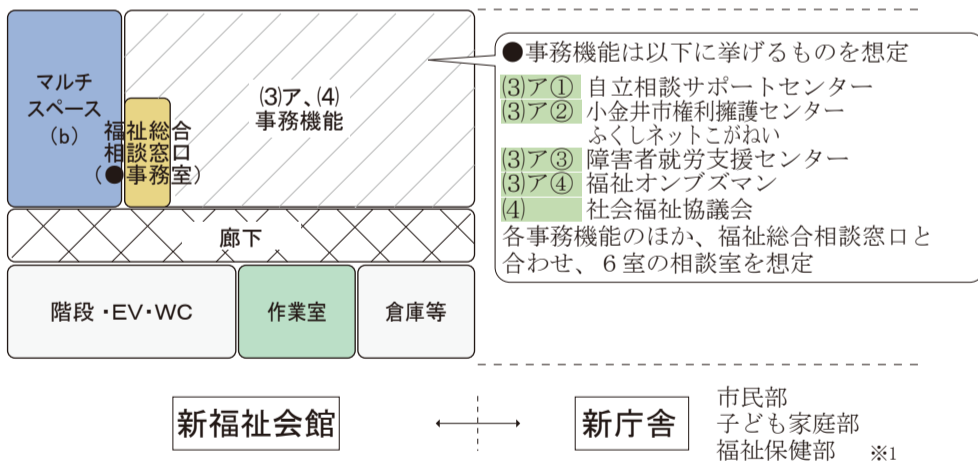 マルチ
スペース
(b)
福祉総合
相談窓口
(●事務室)
(3)ア、(4)
事務機能
廊下
階段・EV・WC
作業室
倉庫等
●事務機能は以下に挙げるものを想定
(3)ア① 自立相談サポートセンター
(3)ア② 小金井市権利擁護センター
ふくしネットこがねい
(3)ア③ 障害者就労支援センター
(3)ア④ 福祉オンブズマン
(4) 社会福祉協議会
各事務機能のほか、福祉総合相談窓口と
合わせ、6室の相談室を想定
新福祉会館
新庁舎
市民部
子ども家庭部
福祉保健部 ※1